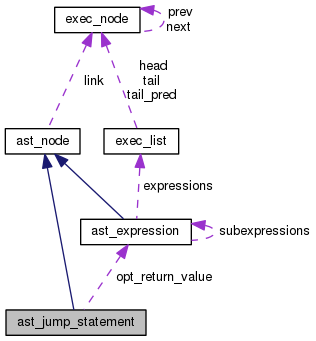 exec_node
prev
next
link
head
tail
tail_pred
ast_node
exec_list
expressions
ast_expression
subexpressions
opt_return_value
ast_jump_statement